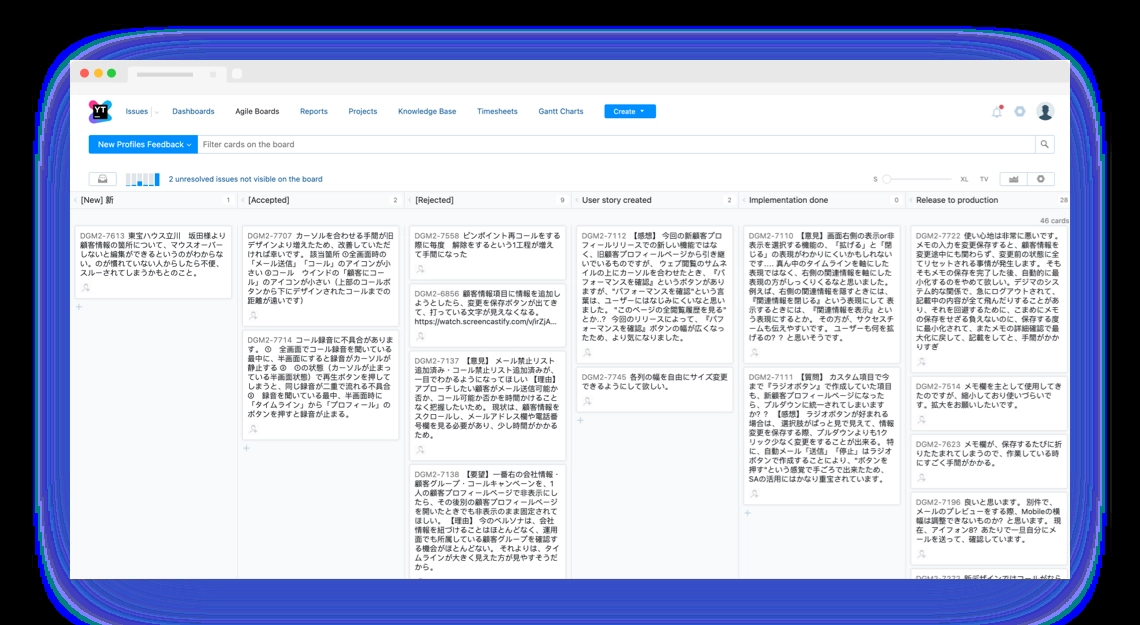 YT
Issues
Dashboards
Agile Boards
Reports
Projects
Knowledge Base
Timesheets
Gantt Charts
Create
New Profiles Feedback
Filter cards on the board
2 unresolved issues not visible on the board
S
XL
TV
[New] 新
1
[Accepted]
2
[Rejected]
9
User story created
2
Implementation done
0
Release to production
28
46 cards
DGM2-7613 東宝ハウス立川　坂田様より
顧客情報の箇所について、マウスオーバー
しないと編集ができるというのがわからな
い。のが慣れていない人からしたら不便、
スルーされてしまうかもとのこと。
DGM2-7707 カーソルを合わせる手間が旧
デザインより増えたため、改善していただ
ければ幸いです。 該当箇所 ①全画面時の
「メール送信」「コール」のアイコンが小
さい ②コール　ウインドの「顧客にコー
ル」のアイコンが小さい（上部のコールボ
タンから下にデザインされたコールまでの
距離が遠いです）
DGM2-7714 コール録音に不具合がありま
す。 ①　全画面でコール録音を聞いている
最中に、半画面にすると録音がカーソルが
静止する ②　①の状態（カーソルが止まっ
ている半画面状態）で再生ボタンを押して
しまうと、同じ録音が二重で流れる不具合
③　録音を聞いている最中、半画面時に
「タイムライン」から「プロフィール」の
ボタンを押すと録音が止まる。
DGM2-7558 ピンポイント再コールをする
際に毎度　解除をするという1工程が増え
て手間になった
DGM2-6856 顧客情報項目に情報を追加し
ようとしたら、変更を保存ボタンが出てき
て、打っている文字が見えなくなる。
https://watch.screencastify.com/v/irZjA...
DGM2-7137 【意見】 メール禁止リスト
追加済み・コール禁止リスト追加済みが、
一目でわかるようになってほしい 【理由】
アプローチしたい顧客がメール送信可能か
否か、コール可能か否かを時間かけること
なく把握したいため。 現状は、顧客情報を
スクロールし、メールアドレス欄や電話番
号欄を見る必要があり、少し時間がかかる
ため。
DGM2-7138 【要望】一番右の会社情報・
顧客グループ・コールキャンペーンを、1
人の顧客プロフィールページで非表示にし
たら、その後別の顧客プロフィールページ
を開いたときでも非表示のまま固定されて
ほしい。 【理由】 今のペルソナは、会社
情報を紐づけることはほとんどなく、運用
面でも所属している顧客グループを確認す
る機会がほとんどない。 それよりは、タイ
ムラインが大きく見えた方が見やすそうだ
から。
DGM2-7112 【感想】 今回の新顧客プロ
フィールリリースでの新しい機能ではな
く、旧顧客プロフィールページから引き継
いでいるものですが、ウェブ閲覧のサムネ
イルの上にカーソルを合わせたとき、『パ
フォーマンスを確認』というボタンがあり
ますが、"パフォーマンスを確認"という言
葉は、ユーザーにはなじみにくいなと思い
ました。 "このページの全閲覧履歴を見る"
とか…？ 今回のリリースによって、『パフ
ォーマンスを確認』ボタンの幅が広くなっ
たため、より気になりました。
DGM2-7745 各列の幅を自由にサイズ変更
できるようにして欲しい。
DGM2-7110 【意見】画面右側の表示or非
表示を選択する機能の、「拡げる」と「閉
じる」の表現がわかりにくいかもしれない
です…. 真ん中のタイムラインを軸にした
表現ではなく、右側の関連情報を軸にした
表現の方がしっくりくるなと思いました。
例えば、右側の関連情報を隠すときには、
『関連情報を閉じる』という表現にして 表
示するときには、『関連情報を表示』とい
う表現にするとか。 その方が、サクセスチ
ームも伝えやすいです。 ユーザーも何を拡
げるの？？ と思いそうです。
DGM2-7111 【質問】 カスタム項目で今
まで『ラジオボタン』で作成していた項目
も、新顧客プロフィールページになった
ら、プルダウンに統一されてしまいます
か？？ 【感想】 ラジオボタンが好まれる
場合は、選択肢がぱっと見で見えて、情報
変更を保存する際、プルダウンよりも1ク
リック少なく変更をすることが出来る。 特
に、自動メール「送信」「停止」はラジオ
ボタンで作成することにより、"ボタンを
押す"という感覚で手ごろで出来たため、
SAの活用にはかなり重宝されています。
DGM2-7722 使い心地は非常に悪いです。
メモの入力を変更保存すると、顧客情報を
変更途中にも関わらず、変更前の状態に全
てリセットされる事情が発生します。 そも
そもメモの保存を完了した後、自動的に最
小化するのをやめて欲しい。デジマのシス
テム的な関係で、急にログアウトされて、
記載中の内容が全て飛んだりすることがあ
り、それを回避するために、こまめにメモ
の保存をせざる負えないのに、保存する度
に最小化されて、またメモの詳細確認で最
大化に戻して、記載をしてと、手間がかか
りすぎ
DGM2-7514 メモ欄を主として使用してき
たのですが、縮小しており使いづらいで
す。拡大をお願いしたいです。
DGM2-7623 メモ欄が、保存するたびに折
りたたまれてしまうので、作業している時
にすごく手間がかかる。
DGM2-7196 良いと思います。 別件で、
メールのプレビューをする際、Mobileの横
幅は調整できないものか？と思います。 現
在、アイフォン8？ あたりで一旦自分にメ
ールを送って、確認しています。